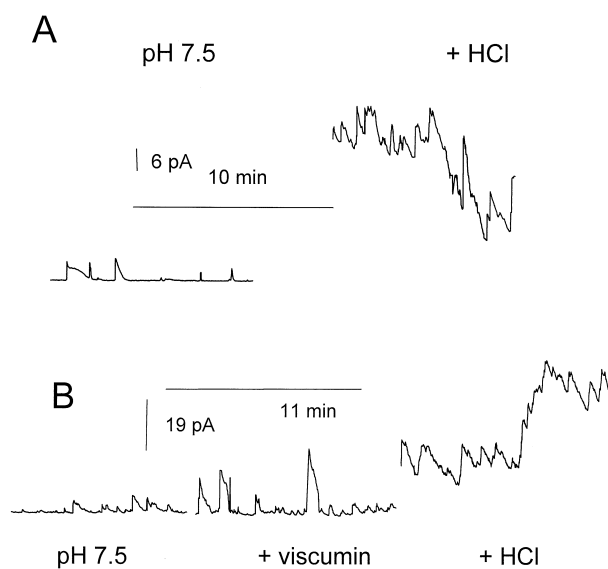 A
pH 7.5
+ HCl
6 pA
10 min
B
11 min
19 pA
pH 7.5
+ viscumin
+ HCl